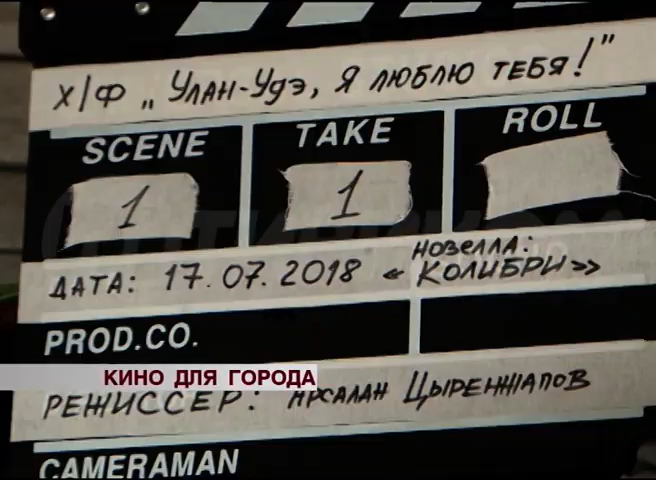 Х/Ф „Улан-Удэ, я люблю тебя!"
SCENE TAKE ROLL
1 1
НОВЕЛЛА:
ДАТА: 17.07.2018 «КОЛИБРИ»
PROD.CO.
КИНО ДЛЯ ГОРОДА
РЕЖИССЕР: Арсалан Цыренжапов
CAMERAMAN